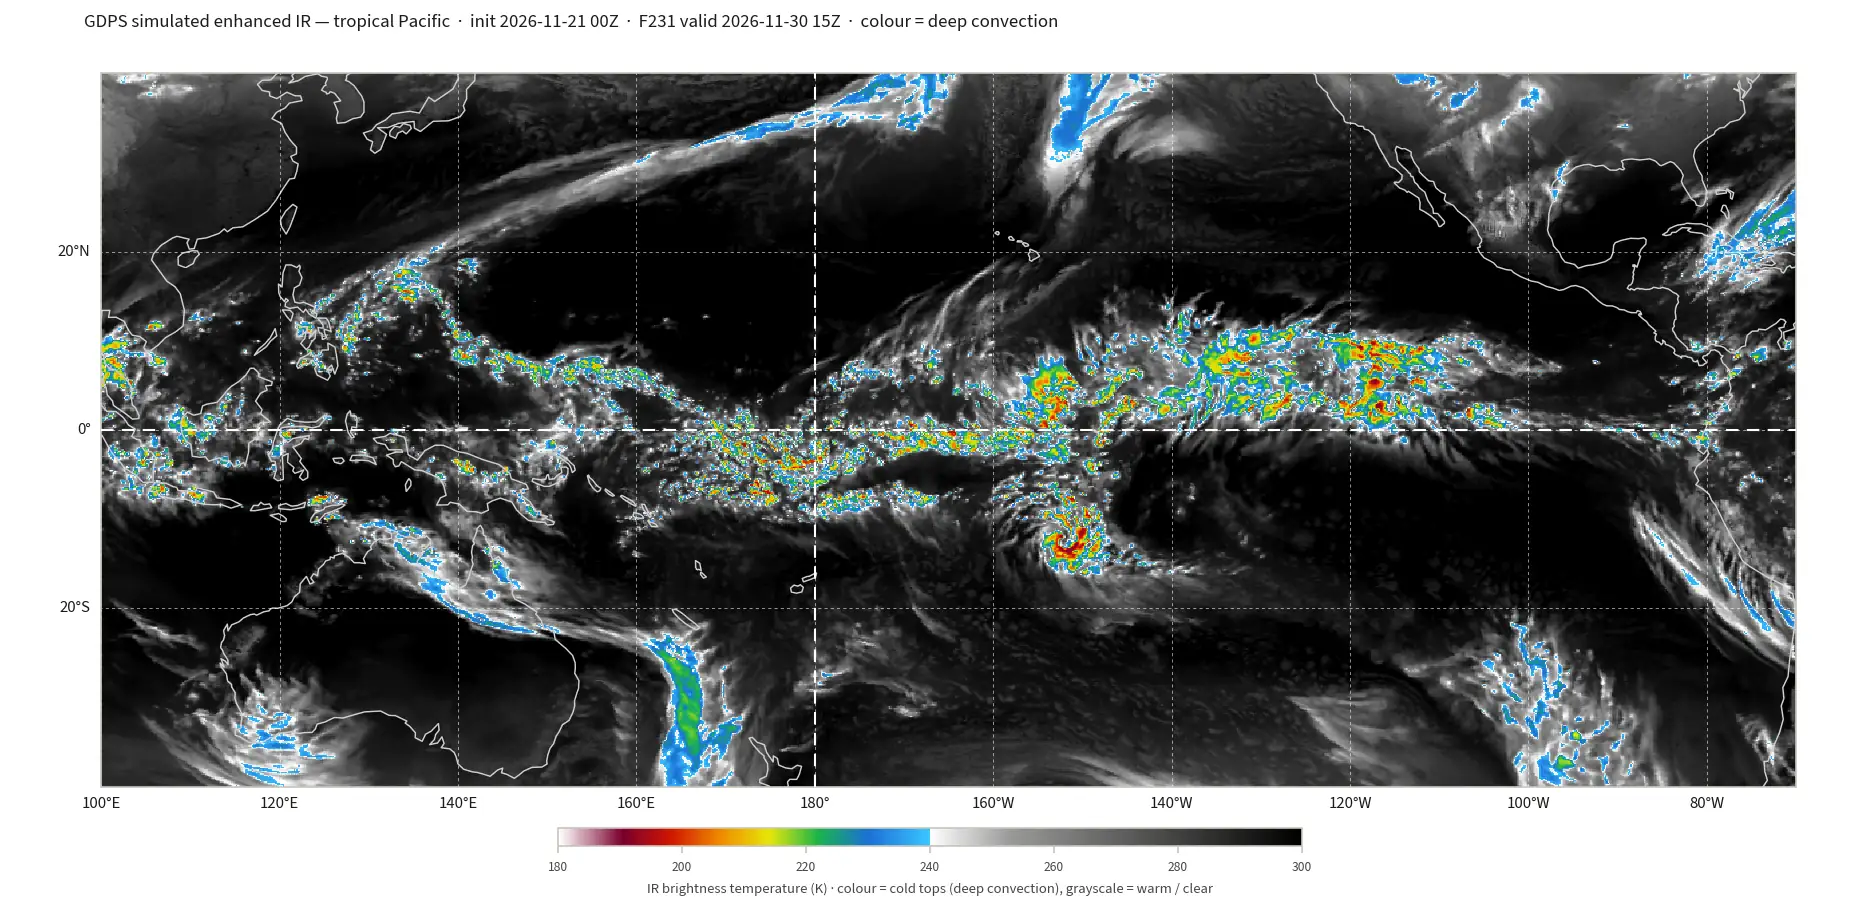 GDPS simulated enhanced IR — tropical Pacific · init 2026-11-21 00Z · F231 valid 2026-11-30 15Z · colour = deep convection
20°N
0°
20°S
100°E 120°E 140°E 160°E 180° 160°W 140°W 120°W 100°W 80°W
180 200 220 240 260 280 300
IR brightness temperature (K) · colour = cold tops (deep convection), grayscale = warm / clear